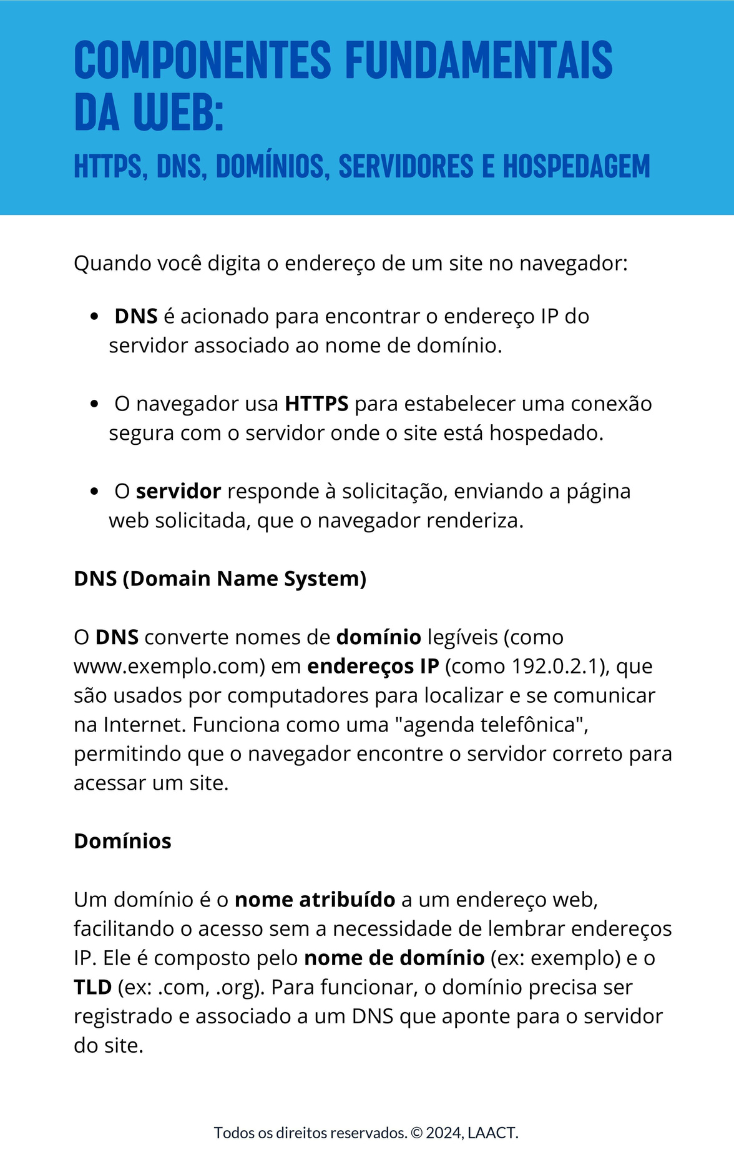 COMPONENTES FUNDAMENTAIS
DA WEB:
HTTPS, DNS, DOMÍNIOS, SERVIDORES E HOSPEDAGEM
Quando você digita o endereço de um site no navegador:
• DNS é acionado para encontrar o endereço IP do
servidor associado ao nome de domínio.
• O navegador usa HTTPS para estabelecer uma conexão
segura com o servidor onde o site está hospedado.
• O servidor responde à solicitação, enviando a página
web solicitada, que o navegador renderiza.
DNS (Domain Name System)
O DNS converte nomes de domínio legíveis (como
www.exemplo.com) em endereços IP (como 192.0.2.1), que
são usados por computadores para localizar e se comunicar
na Internet. Funciona como uma "agenda telefônica",
permitindo que o navegador encontre o servidor correto para
acessar um site.
Domínios
Um domínio é o nome atribuído a um endereço web,
facilitando o acesso sem a necessidade de lembrar endereços
IP. Ele é composto pelo nome de domínio (ex: exemplo) e o
TLD (ex: .com, .org). Para funcionar, o domínio precisa ser
registrado e associado a um DNS que aponte para o servidor
do site.
Todos os direitos reservados. © 2024, LAACT.